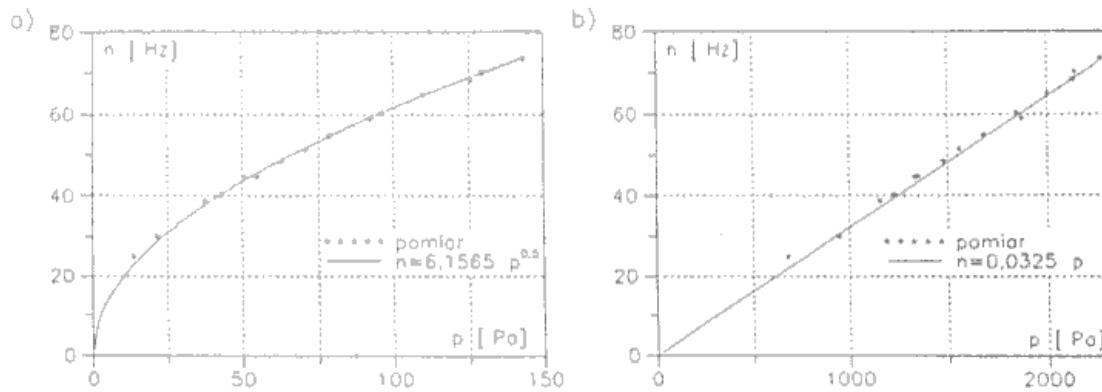 a)
n [ Hz]
80
60
40
20
0
pomiar
n=6,1565 p^0.5
p [ Pa]
0 50 100 150
b)
n [ Hz]
80
60
40
20
0
pomiar
n=0,0325 p
p [ Pa]
0 1000 2000